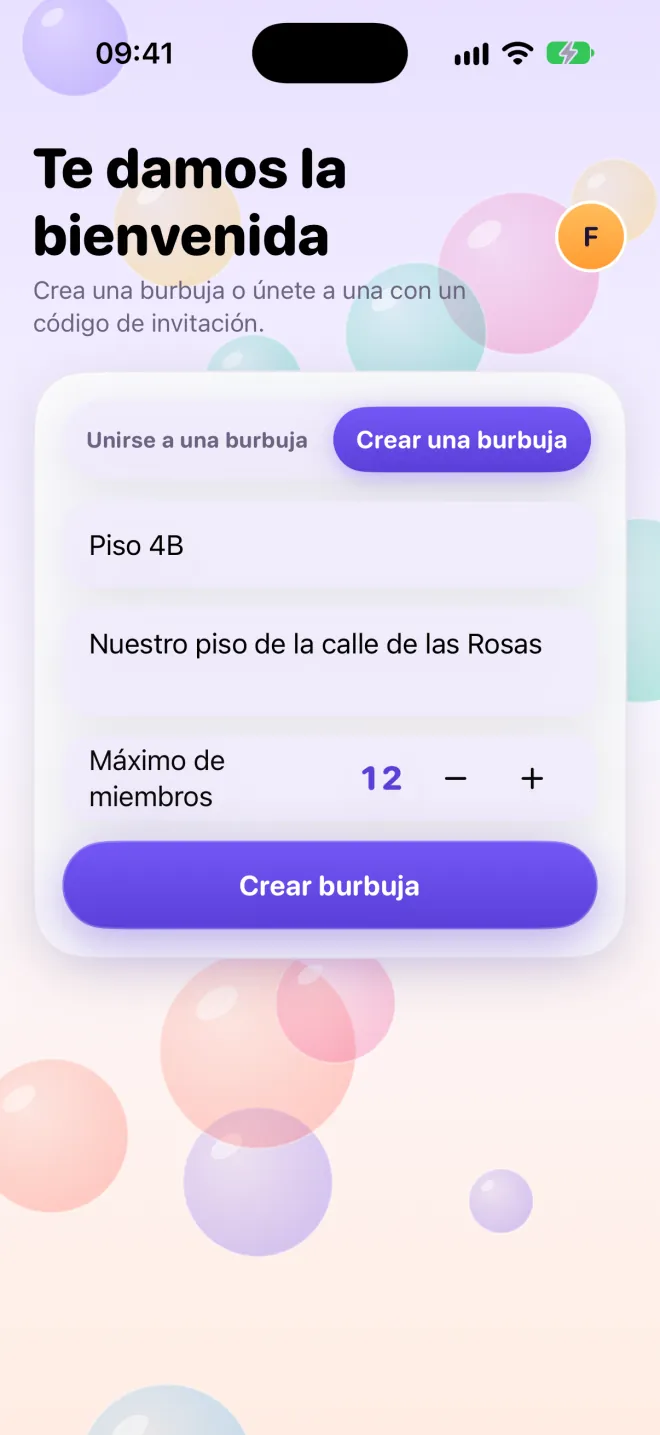 09:41
Te damos la
bienvenida
F
Crea una burbuja o únete a una con un
código de invitación.
Unirse a una burbuja
Crear una burbuja
Piso 4B
Nuestro piso de la calle de las Rosas
Máximo de
miembros
12
Crear burbuja